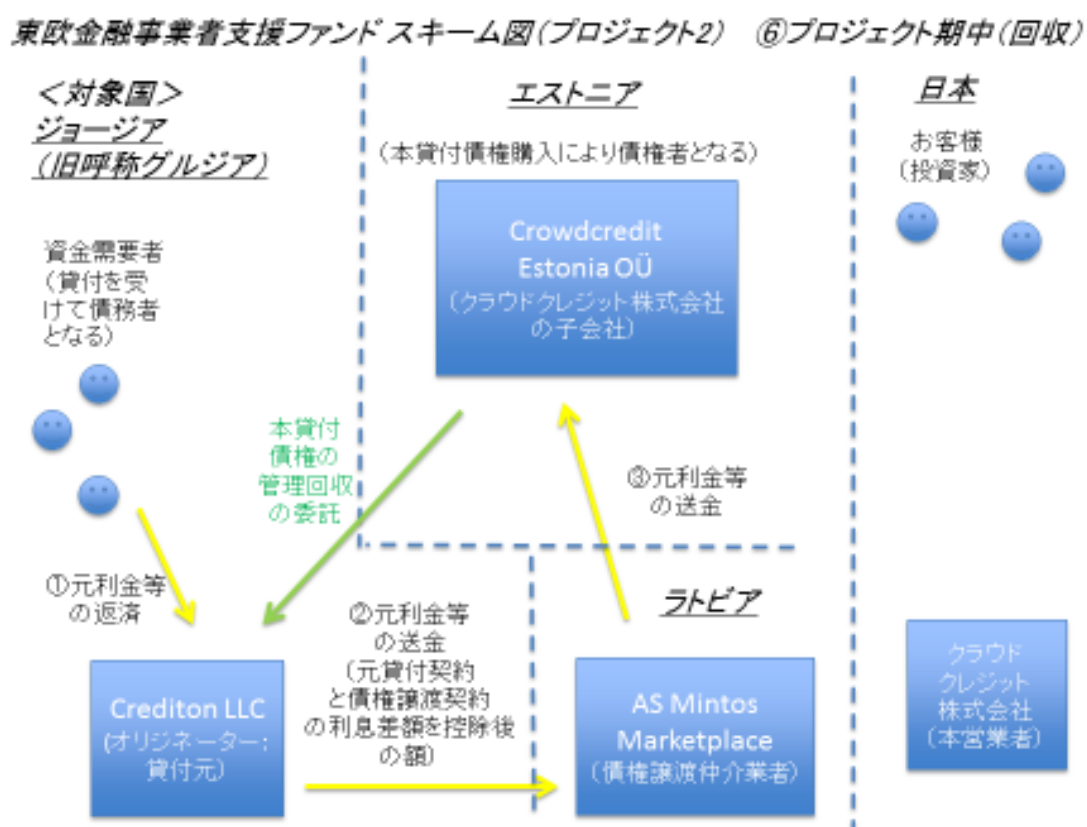 東欧金融事業者支援ファンド スキーム図(プロジェクト2) ⑥プロジェクト期中(回収)
<対象国>
ジョージア
(旧呼称グルジア)
資金需要者
(貸付を受
けて債務者
となる)
①元利金等
の返済
Crediton LLC
(オリジネーター:
貸付元)
本貸付
債権の
管理回収
の委託
②元利金等
の送金
(元貸付契約
と債権譲渡契約
の利息差額を控除後
の額)
エストニア
(本貸付債権購入により債権者となる)
Crowdcredit
Estonia OÜ
(クラウドクレジット株式会社
の子会社)
③元利金等
の送金
ラトビア
AS Mintos
Marketplace
(債権譲渡仲介業者)
日本
お客様
(投資家)
クラウド
クレジット
株式会社
(本営業者)